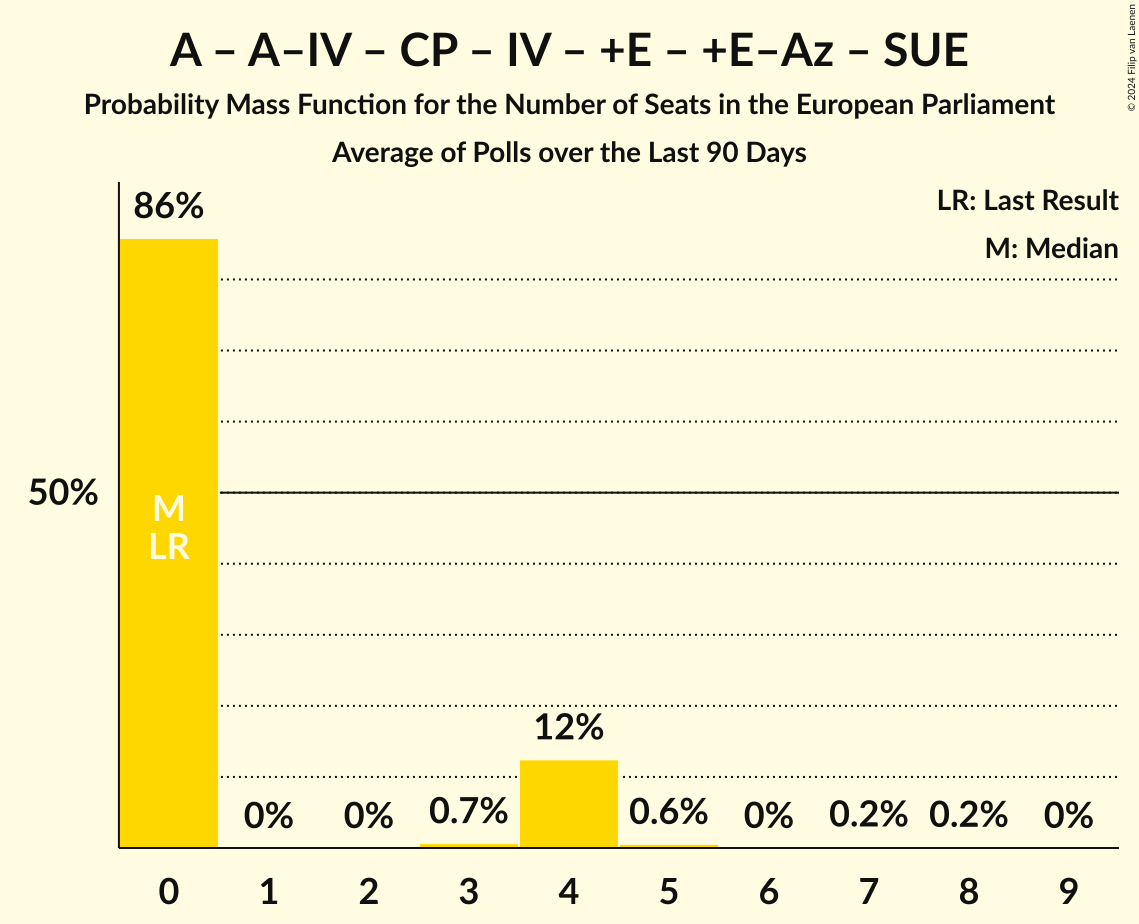 A – A–IV – CP – IV – +E – +E–Az – SUE
Probability Mass Function for the Number of Seats in the European Parliament
Average of Polls over the Last 90 Days
© 2024 Filip van Laenen
LR: Last Result
M: Median
86%
50%
M
LR
12%
0% 0% 0.7% 0.6% 0% 0.2% 0.2% 0%
0 1 2 3 4 5 6 7 8 9